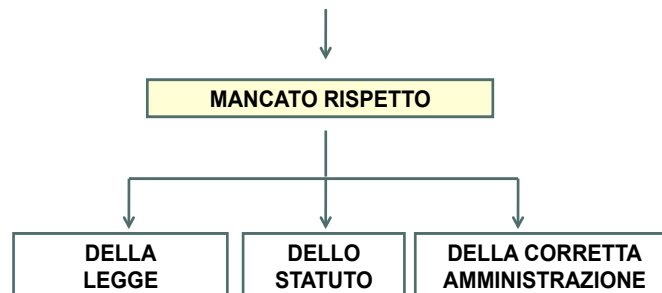 MANCATO RISPETTO
DELLA
LEGGE
DELLO
STATUTO
DELLA CORRETTA
AMMINISTRAZIONE